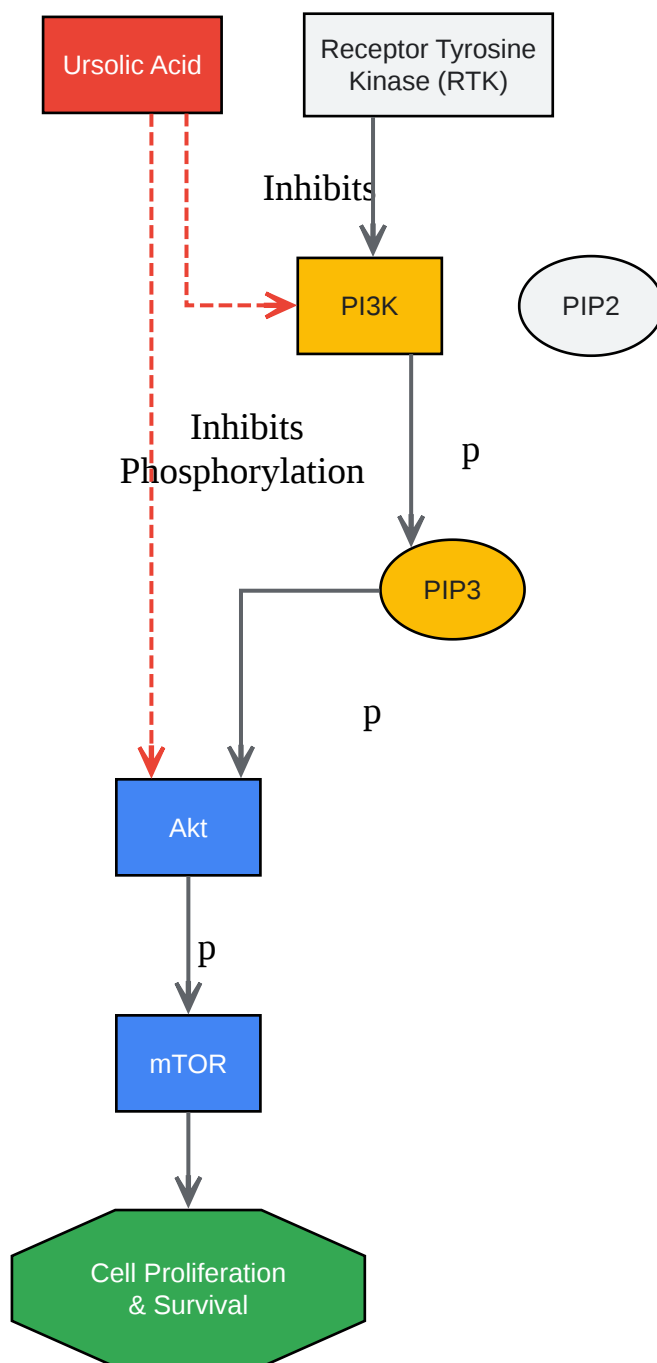 Ursolic Acid
Receptor Tyrosine
Kinase (RTK)
Inhibits
PI3K
PIP2
Inhibits
Phosphorylation
p
PIP3
p
Akt
p
mTOR
Cell Proliferation
& Survival